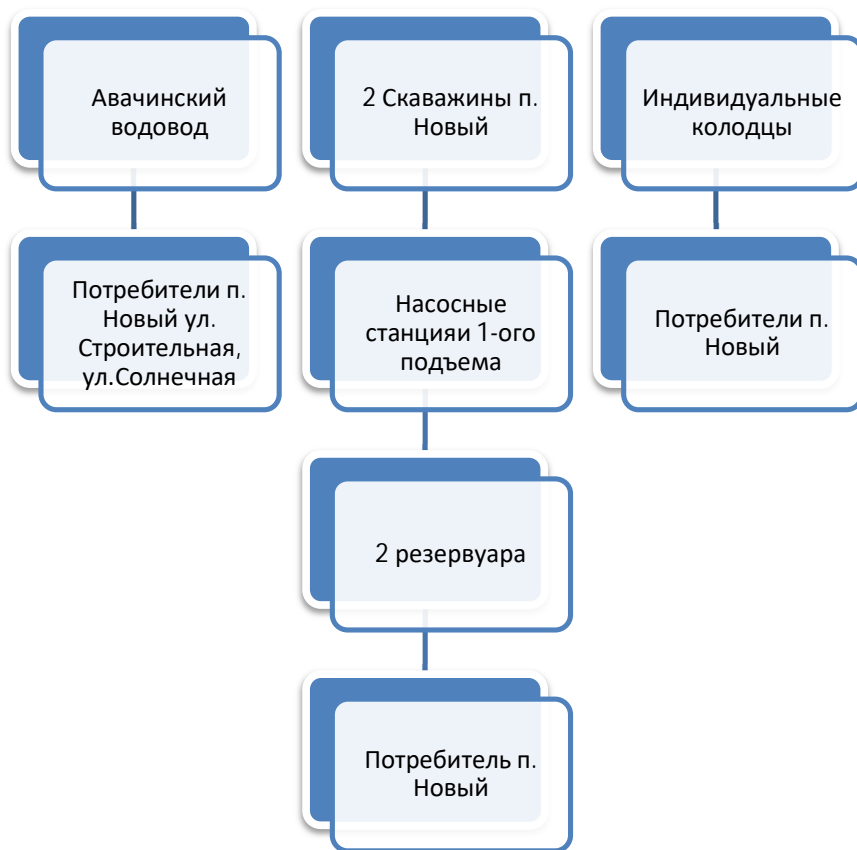 Авачинский
водовод
2 Скаважины п.
Новый
Индивидуальные
колодцы
Потребители п.
Новый ул.
Строительная,
ул.Солнечная
Насосные
станцияи 1-ого
подъема
Потребители п.
Новый
2 резервуара
Потребитель п.
Новый